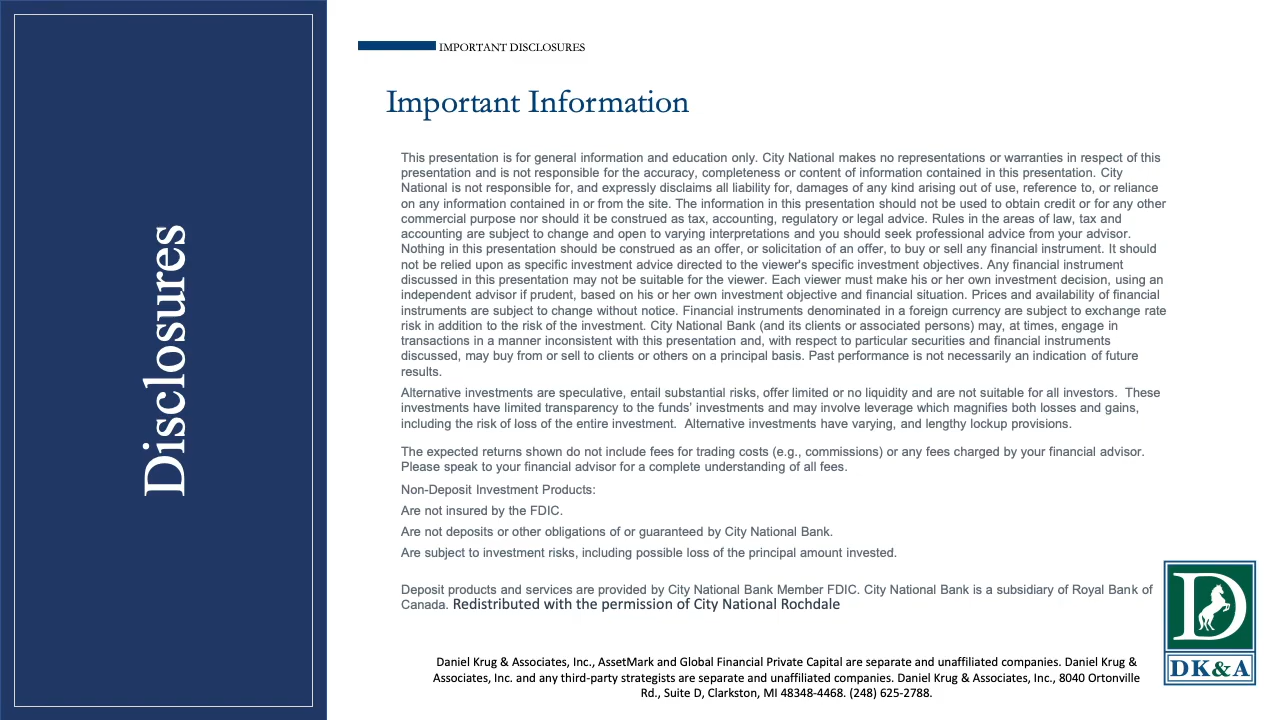 Disclosures
IMPORTANT DISCLOSURES
Important Information
This presentation is for general information and education only. City National makes no representations or warranties in respect of this
presentation and is not responsible for the accuracy, completeness or content of information contained in this presentation. City
National is not responsible for, and expressly disclaims all liability for, damages of any kind arising out of use, reference to, or reliance
on any information contained in or from the site. The information in this presentation should not be used to obtain credit or for any other
commercial purpose nor should it be construed as tax, accounting, regulatory or legal advice. Rules in the areas of law, tax and
accounting are subject to change and open to varying interpretations and you should seek professional advice from your advisor.
Nothing in this presentation should be construed as an offer, or solicitation of an offer, to buy or sell any financial instrument. It should
not be relied upon as specific investment advice directed to the viewer's specific investment objectives. Any financial instrument
discussed in this presentation may not be suitable for the viewer. Each viewer must make his or her own investment decision, using an
independent advisor if prudent, based on his or her own investment objective and financial situation. Prices and availability of financial
instruments are subject to change without notice. Financial instruments denominated in a foreign currency are subject to exchange rate
risk in addition to the risk of the investment. City National Bank (and its clients or associated persons) may, at times, engage in
transactions in a manner inconsistent with this presentation and, with respect to particular securities and financial instruments
discussed, may buy from or sell to clients or others on a principal basis. Past performance is not necessarily an indication of future
results.
Alternative investments are speculative, entail substantial risks, offer limited or no liquidity and are not suitable for all investors.  These
investments have limited transparency to the funds’ investments and may involve leverage which magnifies both losses and gains,
including the risk of loss of the entire investment.  Alternative investments have varying, and lengthy lockup provisions.
The expected returns shown do not include fees for trading costs (e.g., commissions) or any fees charged by your financial advisor.
Please speak to your financial advisor for a complete understanding of all fees.
Non-Deposit Investment Products:
Are not insured by the FDIC.
Are not deposits or other obligations of or guaranteed by City National Bank.
Are subject to investment risks, including possible loss of the principal amount invested.
Deposit products and services are provided by City National Bank Member FDIC. City National Bank is a subsidiary of Royal Bank of
Canada. Redistributed with the permission of City National Rochdale
Daniel Krug & Associates, Inc., AssetMark and Global Financial Private Capital are separate and unaffiliated companies. Daniel Krug &
Associates, Inc. and any third-party strategists are separate and unaffiliated companies. Daniel Krug & Associates, Inc., 8040 Ortonville
Rd., Suite D, Clarkston, MI 48348-4468. (248) 625-2788.
D
DK&A